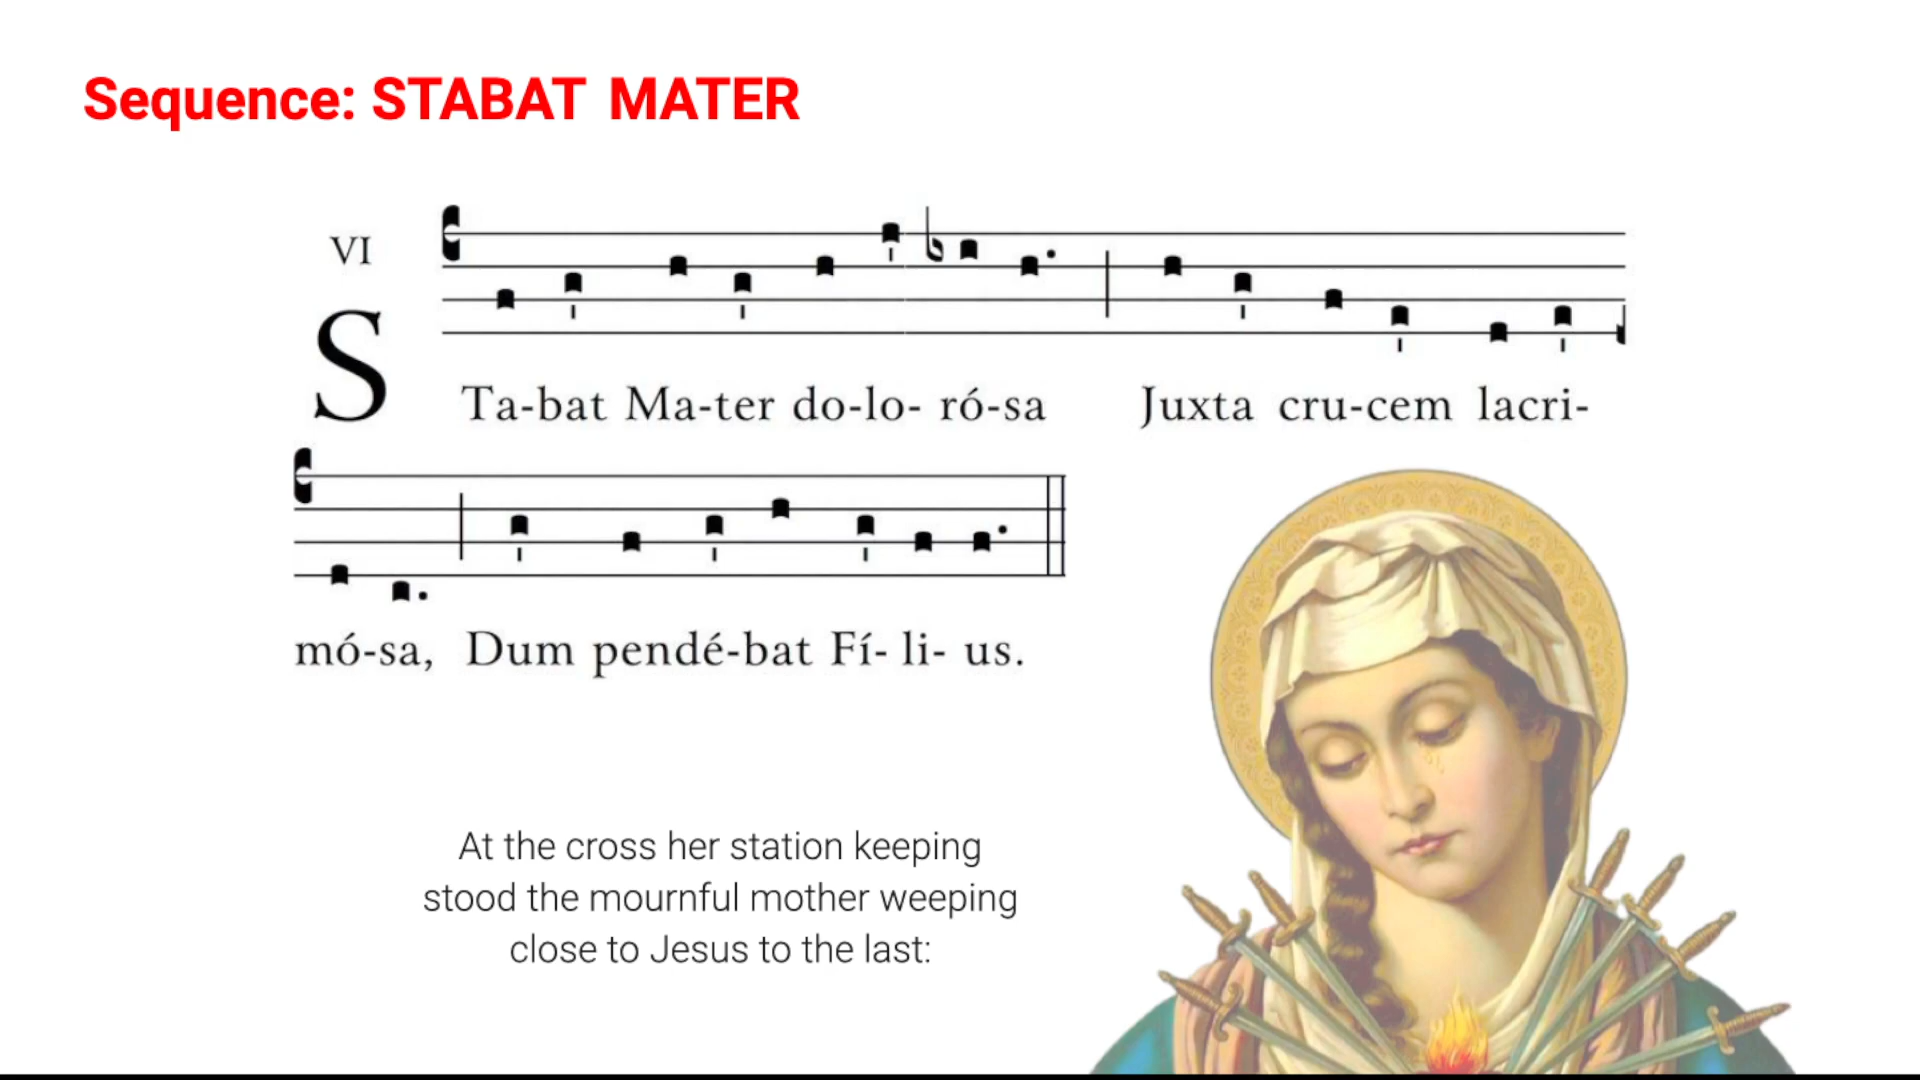 Sequence: STABAT MATER
VI
S
Ta-bat Ma-ter do-lo- ró-sa Juxta cru-cem lacri-
mó-sa, Dum pendé-bat Fí- li- us.
At the cross her station keeping
stood the mournful mother weeping
close to Jesus to the last: